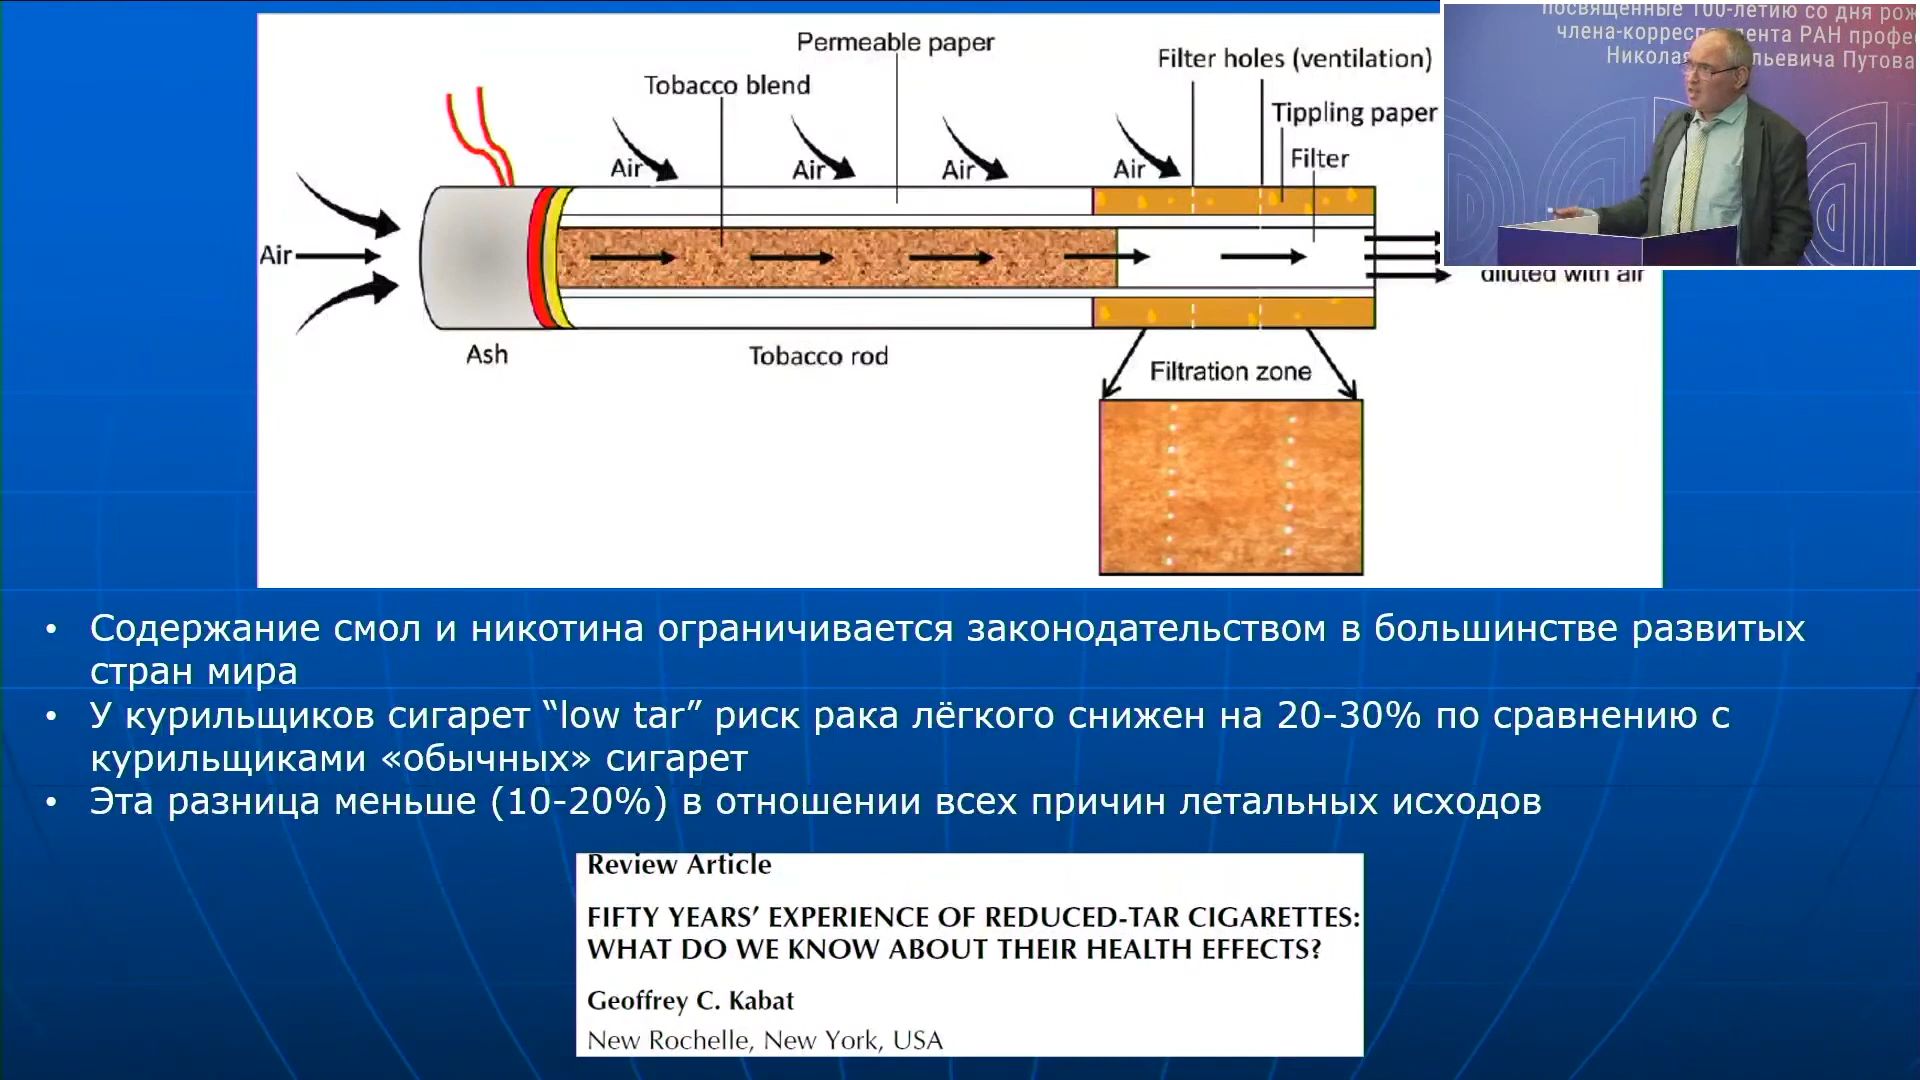 Permeable paper
Filter holes (ventilation)
Tobacco blend
Tippling paper
Filter
Air
Air
Air
Air
Air
diluted with air
Ash
Tobacco rod
Filtration zone
посвященные 100-летию со дня
члена-корреспондента РАН
Николая Путова
• Содержание смол и никотина ограничивается законодательством в большинстве развитых
стран мира
• У курильщиков сигарет “low tar” риск рака лёгкого снижен на 20-30% по сравнению с
курильщиками «обычных» сигарет
• Эта разница меньше (10-20%) в отношении всех причин летальных исходов
Review Article
FIFTY YEARS’ EXPERIENCE OF REDUCED-TAR CIGARETTES:
WHAT DO WE KNOW ABOUT THEIR HEALTH EFFECTS?
Geoffrey C. Kabat
New Rochelle, New York, USA